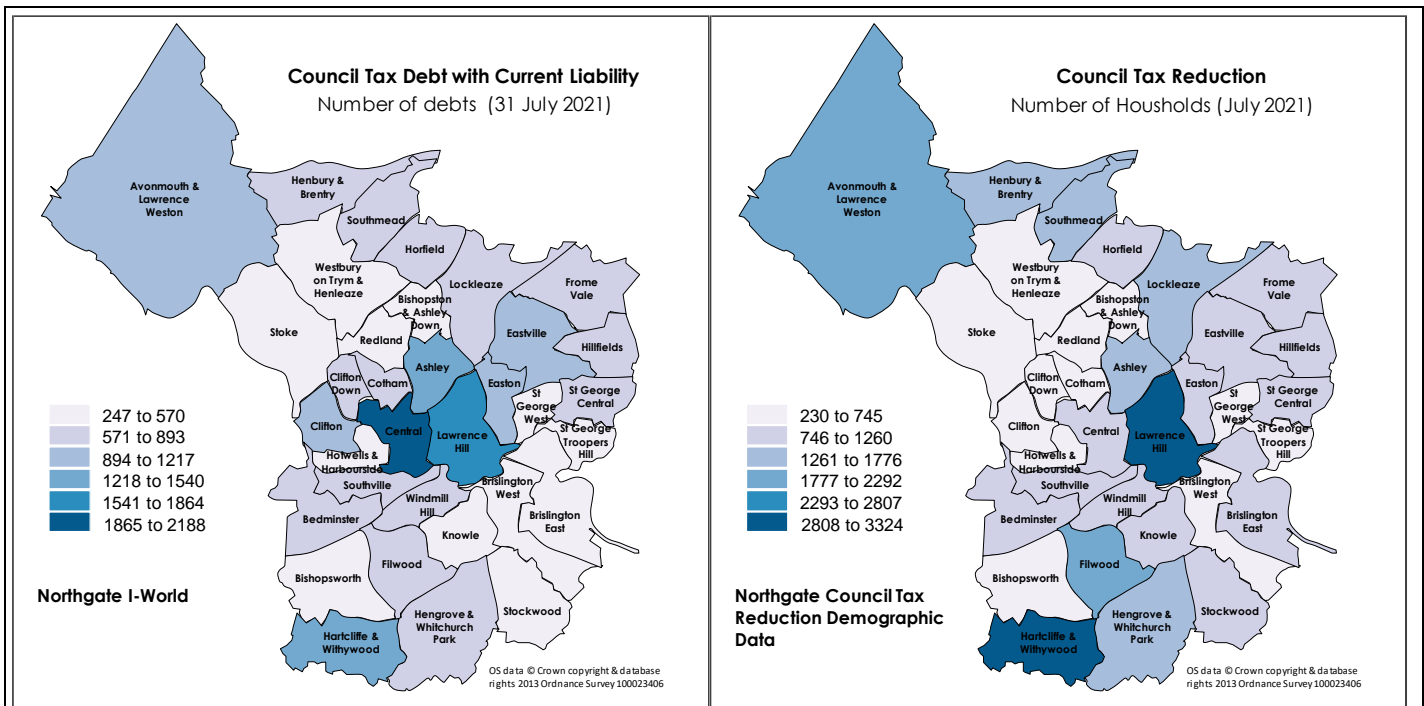 Council Tax Debt with Current Liability
Number of debts (31 July 2021)
Avonmouth &
Lawrence
Weston
Henbury &
Brentry
Southmead
Horfield
Westbury
on Trym &
Henleaze
Lockleaze
Frome
Vale
Bishopston
& Ashley
Down
Stoke
Redland
Eastville
Hillfields
Clifton
Down
Cotham
Ashley
Easton
St
George
West
St George
Central
Clifton
Central
Lawrence
Hill
St George
Troopers
Hill
Hotwells &
Harbourside
Southville
Brislington
West
Windmill
Hill
Bedminster
Knowle
Brislington
East
Filwood
Bishopsworth
Stockwood
Hengrove &
Whitchurch
Park
Hartcliffe &
Withywood
247 to 570
571 to 893
894 to 1217
1218 to 1540
1541 to 1864
1865 to 2188
Northgate I-World
OS data © Crown copyright & database
rights 2013 Ordnance Survey 100023406
Council Tax Reduction
Number of Housholds (July 2021)
Avonmouth &
Lawrence
Weston
Henbury &
Brentry
Southmead
Horfield
Westbury
on Trym &
Henleaze
Lockleaze
Frome
Vale
Bishopston
& Ashley
Down
Stoke
Redland
Eastville
Hillfields
Clifton
Down
Cotham
Ashley
Easton
St
George
West
St George
Central
Clifton
Central
Lawrence
Hill
St George
Troopers
Hill
Hotwells &
Harbourside
Southville
Brislington
West
Windmill
Hill
Bedminster
Knowle
Brislington
East
Filwood
Bishopsworth
Stockwood
Hengrove &
Whitchurch
Park
Hartcliffe &
Withywood
230 to 745
746 to 1260
1261 to 1776
1777 to 2292
2293 to 2807
2808 to 3324
Northgate Council Tax
Reduction Demographic
Data
OS data © Crown copyright & database
rights 2013 Ordnance Survey 100023406